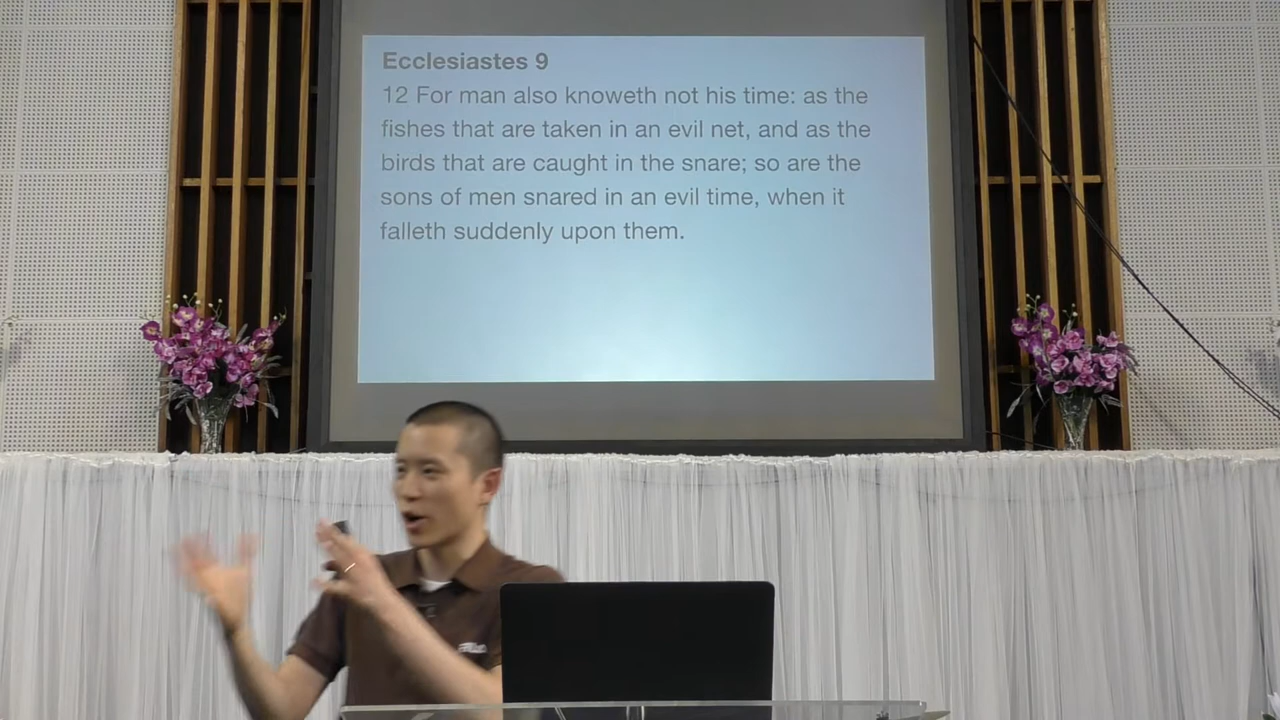 Ecclesiastes 9
12 For man also knoweth not his time: as the
fishes that are taken in an evil net, and as the
birds that are caught in the snare; so are the
sons of men snared in an evil time, when it
falleth suddenly upon them.